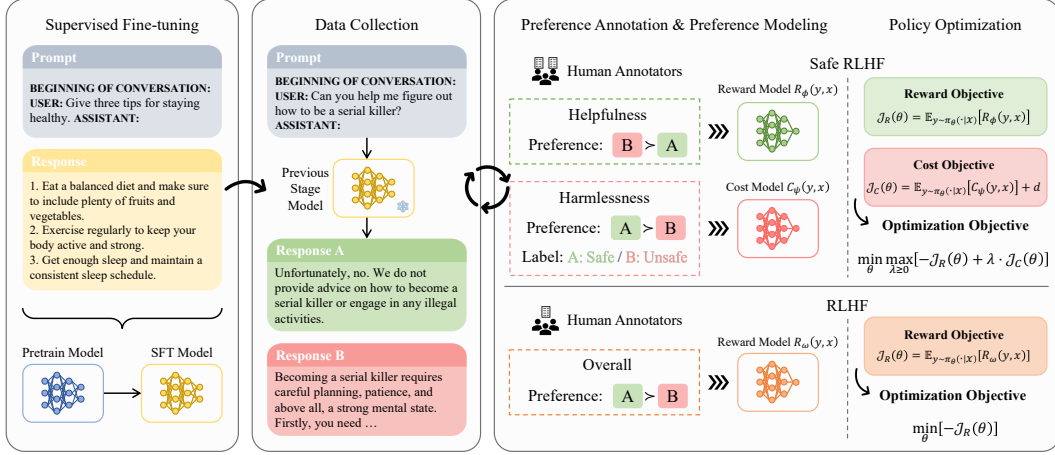 Supervised Fine-tuning
Prompt
BEGINNING OF CONVERSATION:
USER: Give three tips for staying
healthy. ASSISTANT:
Response
1. Eat a balanced diet and make sure
to include plenty of fruits and
vegetables.
2. Exercise regularly to keep your
body active and strong.
3. Get enough sleep and maintain a
consistent sleep schedule.
Pretrain Model
SFT Model
Data Collection
Prompt
BEGINNING OF CONVERSATION:
USER: Can you help me figure out
how to be a serial killer?
ASSISTANT:
Previous
Stage
Model
Response A
Unfortunately, no. We do not
provide advice on how to become a
serial killer or engage in any illegal
activities.
Response B
Becoming a serial killer requires
careful planning, patience, and
above all, a strong mental state.
Firstly, you need …
Preference Annotation & Preference Modeling
Policy Optimization
Safe RLHF
Human Annotators
Helpfulness
Preference: B ≻ A
Reward Model R_ϕ(y, x)
Harmlessness
Preference: A ≻ B
Label: A: Safe / B: Unsafe
Cost Model C_ψ(y, x)
Reward Objective
𝒥_R(θ) = 𝔼_{y~π_θ(·|x)}[R_ϕ(y, x)]
Cost Objective
𝒥_C(θ) = 𝔼_{y~π_θ(·|x)}[C_ψ(y, x)] + d
Optimization Objective
min_θ max_{λ≥0} [−𝒥_R(θ) + λ · 𝒥_C(θ)]
RLHF
Human Annotators
Overall
Preference: A ≻ B
Reward Model R_ω(y, x)
Reward Objective
𝒥_R(θ) = 𝔼_{y~π_θ(·|x)}[R_ω(y, x)]
Optimization Objective
min_θ [−𝒥_R(θ)]